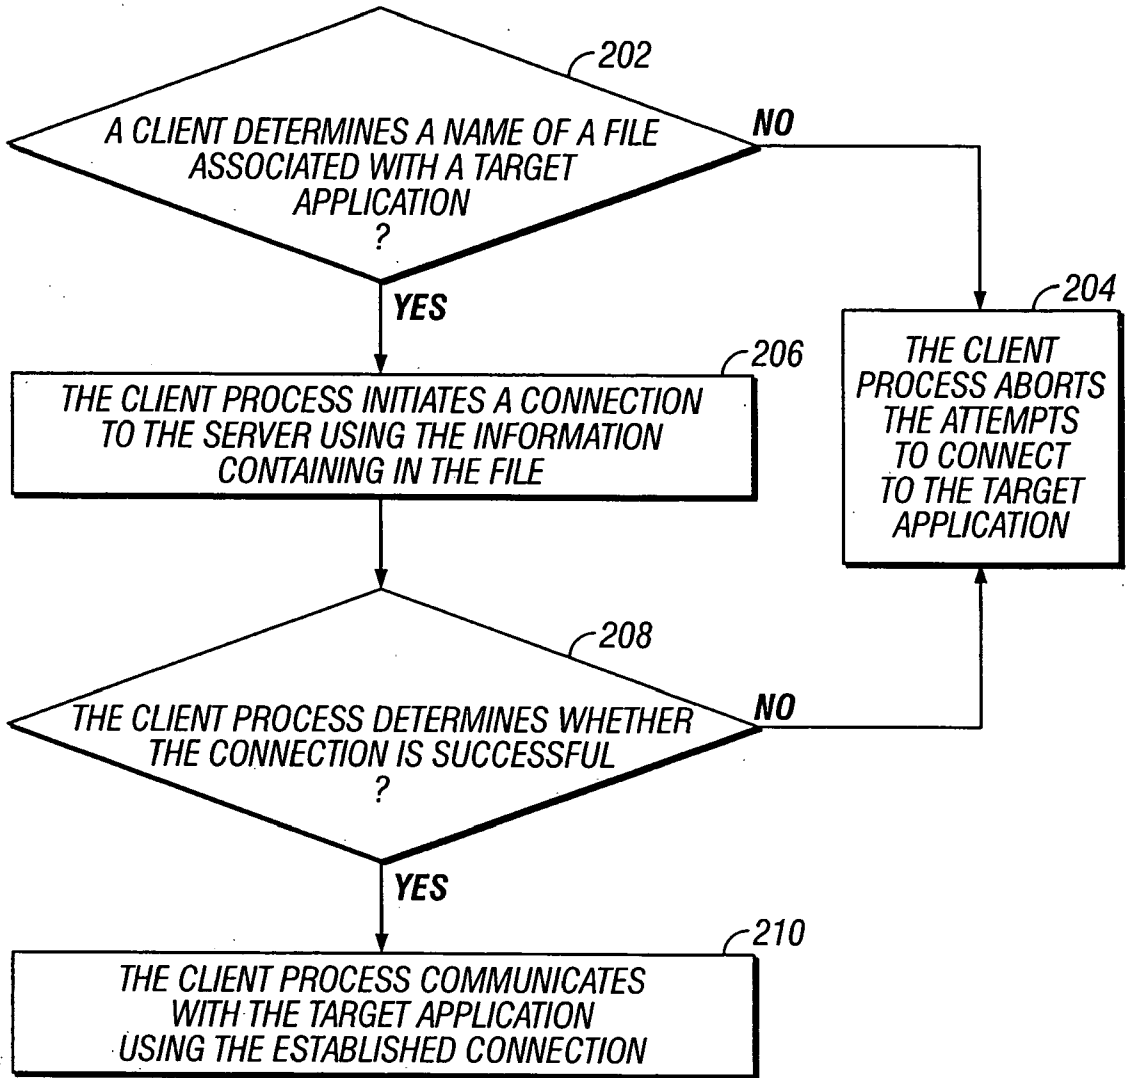 202
A CLIENT DETERMINES A NAME OF A FILE
ASSOCIATED WITH A TARGET
APPLICATION
?
NO
YES
204
THE CLIENT
PROCESS ABORTS
THE ATTEMPTS
TO CONNECT
TO THE TARGET
APPLICATION
206
THE CLIENT PROCESS INITIATES A CONNECTION
TO THE SERVER USING THE INFORMATION
CONTAINING IN THE FILE
208
THE CLIENT PROCESS DETERMINES WHETHER
THE CONNECTION IS SUCCESSFUL
?
NO
YES
210
THE CLIENT PROCESS COMMUNICATES
WITH THE TARGET APPLICATION
USING THE ESTABLISHED CONNECTION